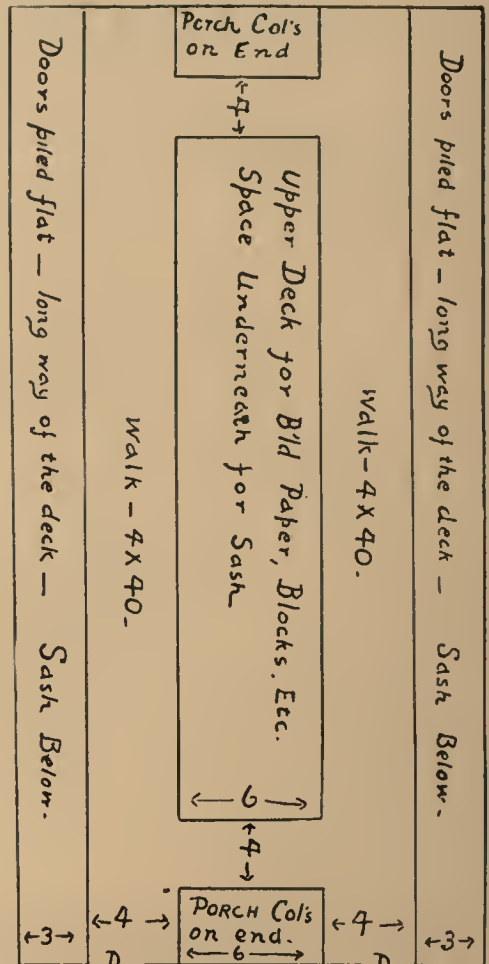 Porch Col's
on End
4
Doors piled flat — long way of the deck — Sash Below.
Walk - 4 X 40.
Upper Deck for B'ld Paper, Blocks. Etc.
Space Underneath for Sash
Walk - 4 X 40.
Doors piled flat — long way of the deck — Sash Below.
6
4
PORCH Col's
on end.
6
3
4
4
3